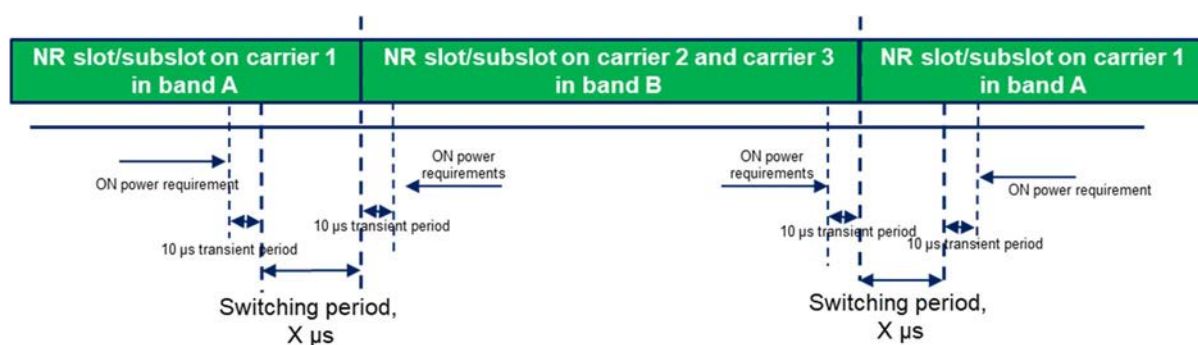 NR slot/subslot on carrier 1
in band A
NR slot/subslot on carrier 2 and carrier 3
in band B
NR slot/subslot on carrier 1
in band A
ON power requirement
ON power
requirements
ON power
requirements
ON power requirement
10 µs transient period
10 µs transient period
10 µs transient period
10 µs transient period
Switching period,
X µs
Switching period,
X µs